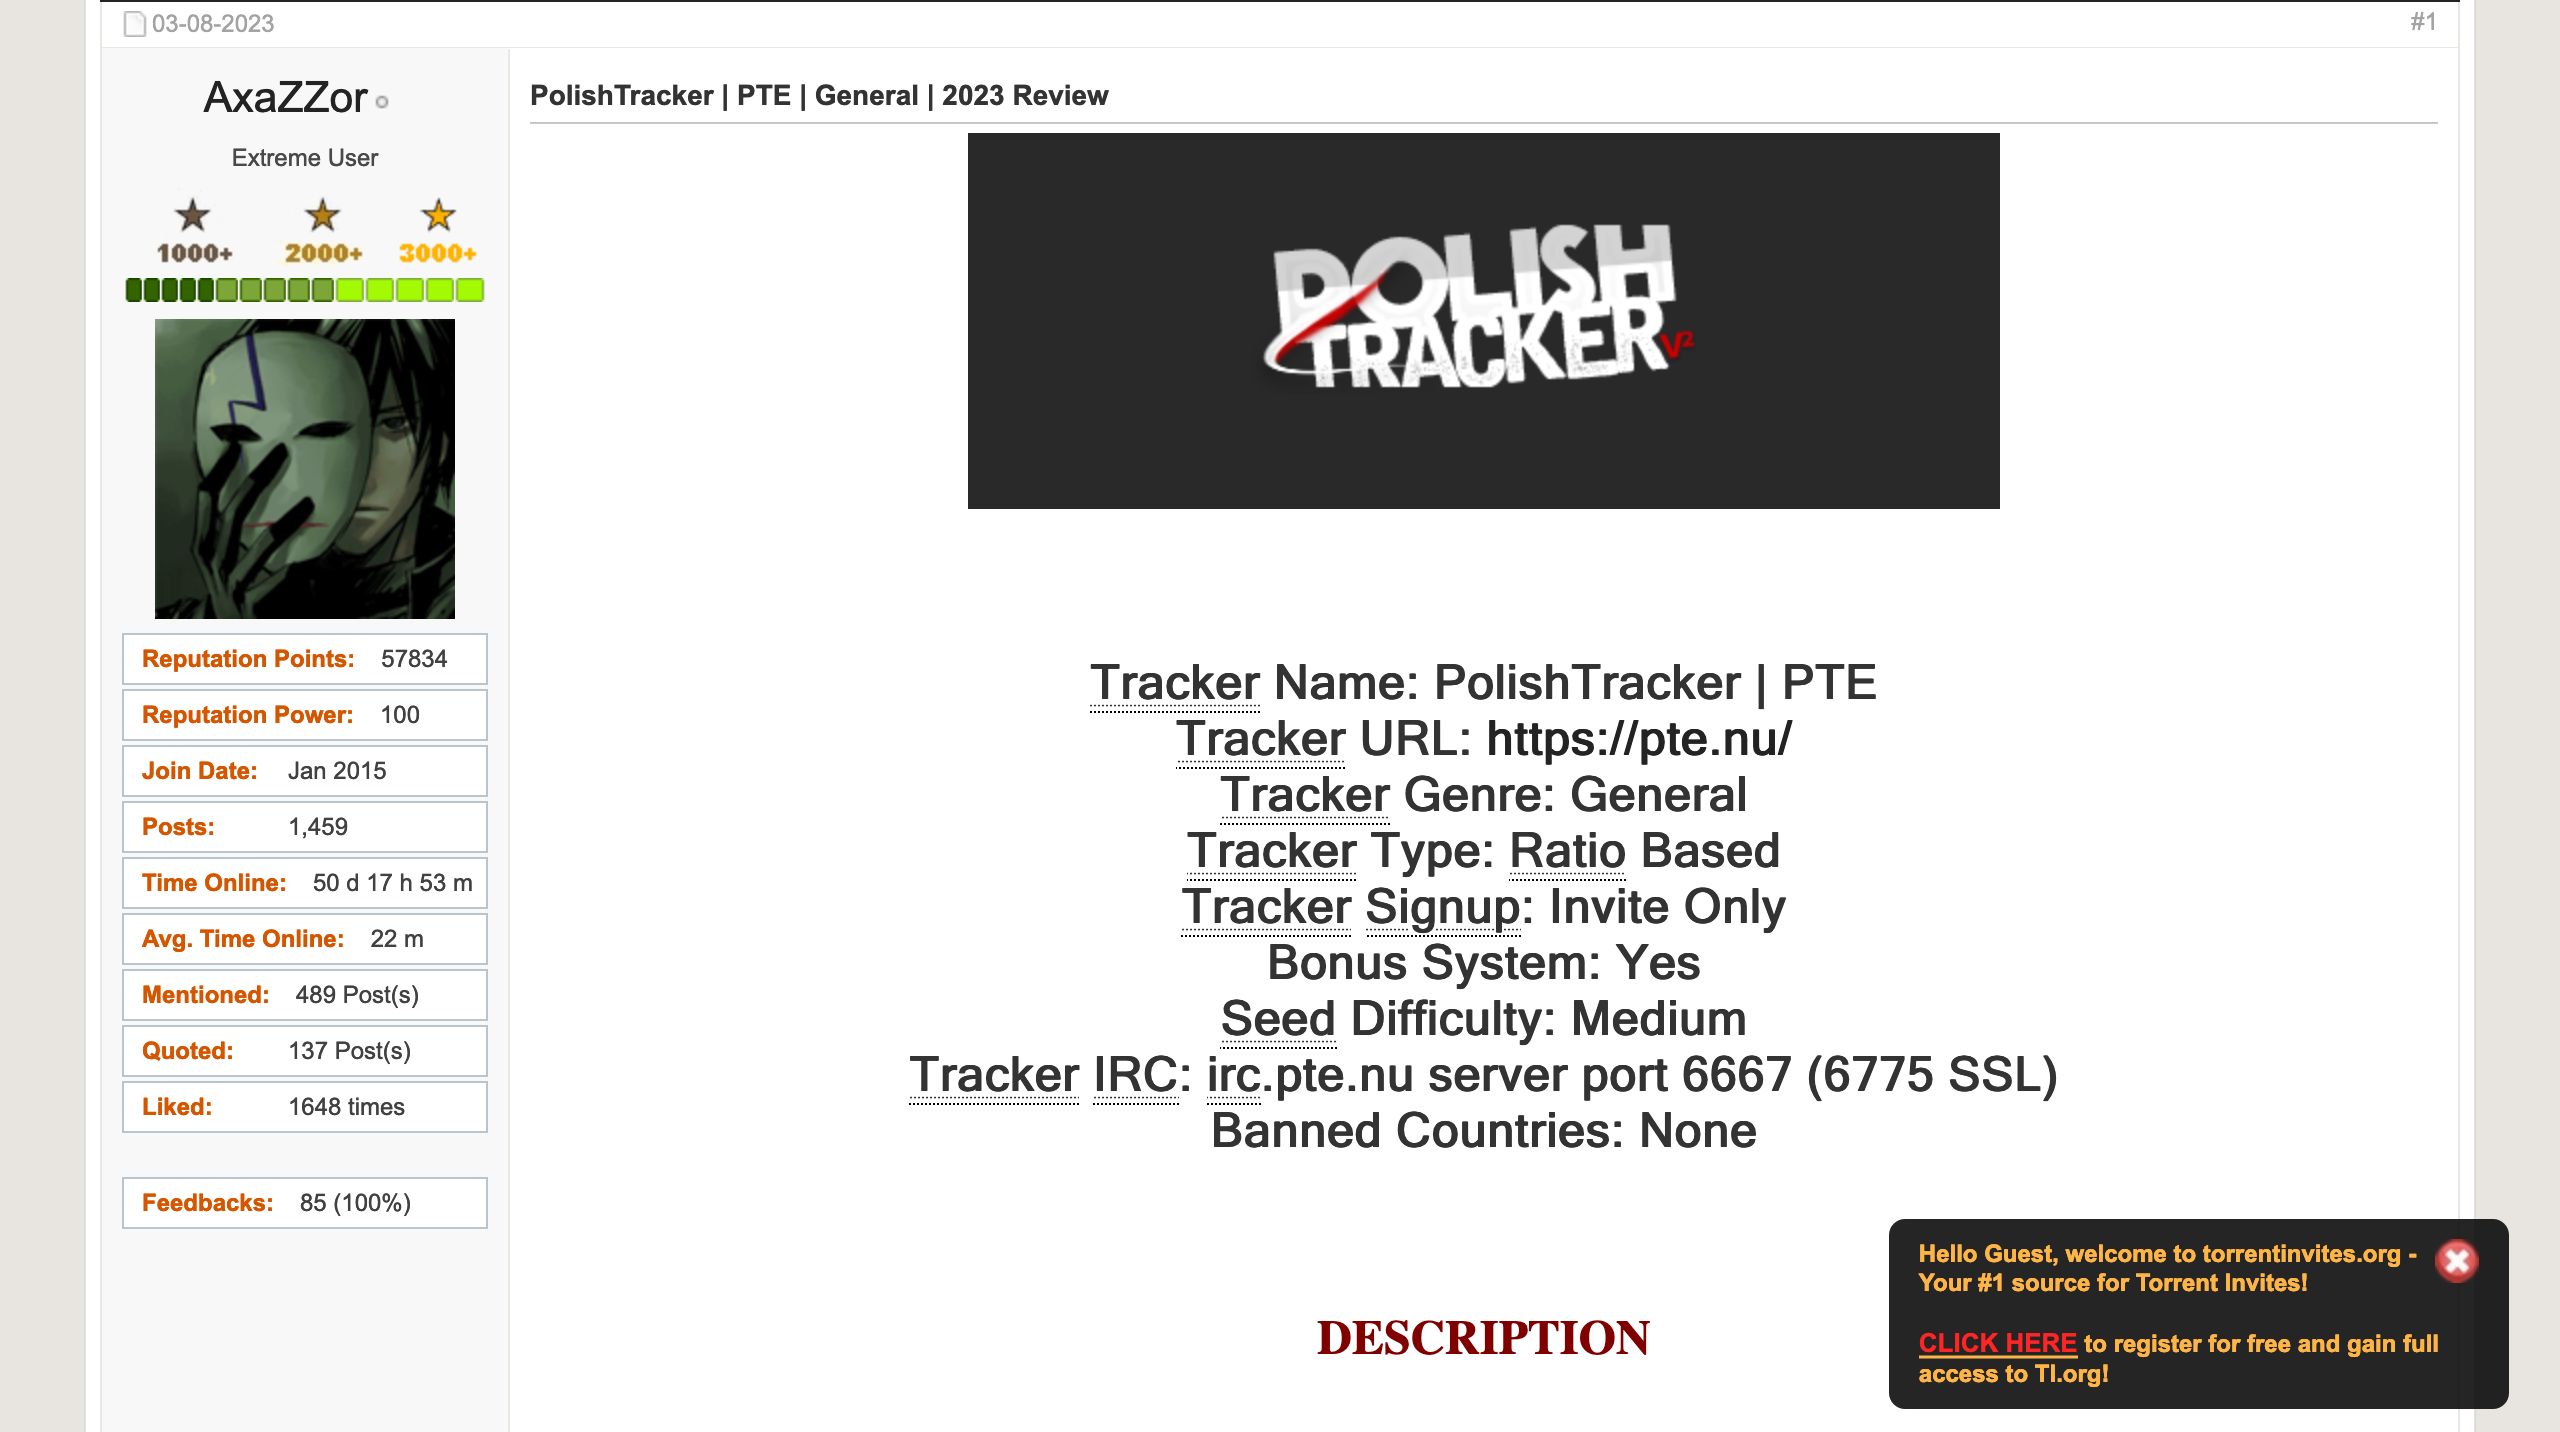 03-08-2023
#1
AxaZZor
Extreme User
1000+ 2000+ 3000+
Reputation Points: 57834
Reputation Power: 100
Join Date: Jan 2015
Posts: 1,459
Time Online: 50 d 17 h 53 m
Avg. Time Online: 22 m
Mentioned: 489 Post(s)
Quoted: 137 Post(s)
Liked: 1648 times
Feedbacks: 85 (100%)
PolishTracker | PTE | General | 2023 Review
POLISH
TRACKER V2
Tracker Name: PolishTracker | PTE
Tracker URL: https://pte.nu/
Tracker Genre: General
Tracker Type: Ratio Based
Tracker Signup: Invite Only
Bonus System: Yes
Seed Difficulty: Medium
Tracker IRC: irc.pte.nu server port 6667 (6775 SSL)
Banned Countries: None
DESCRIPTION
Hello Guest, welcome to torrentinvites.org -
Your #1 source for Torrent Invites!
CLICK HERE to register for free and gain full
access to TI.org!